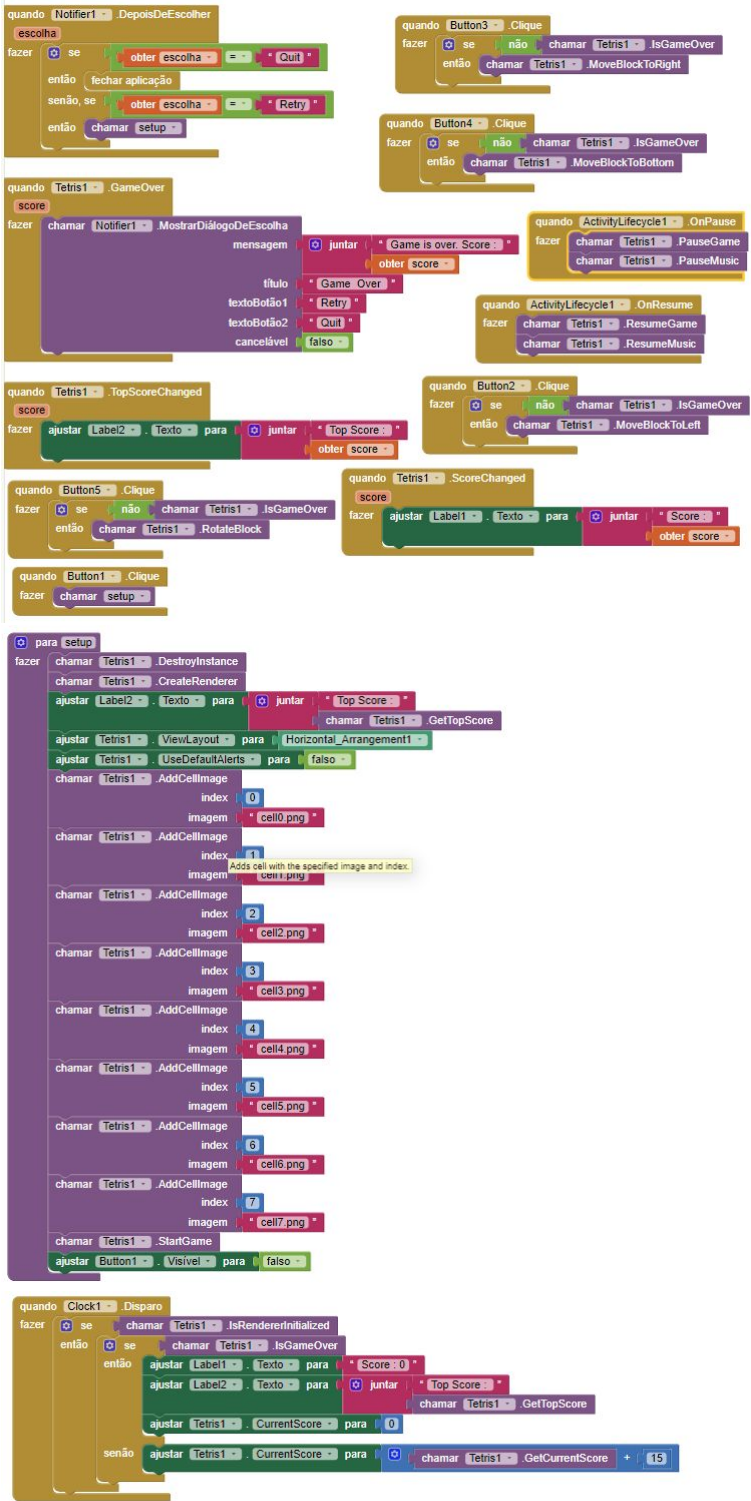 quando Notifier1 .DepoisDeEscolher
escolha
fazer se obter escolha = " Quit "
então fechar aplicação
senão, se obter escolha = " Retry "
então chamar setup
quando Button3 .Clique
fazer se não chamar Tetris1 .IsGameOver
então chamar Tetris1 .MoveBlockToRight
quando Button4 .Clique
fazer se não chamar Tetris1 .IsGameOver
então chamar Tetris1 .MoveBlockToBottom
quando Tetris1 .GameOver
score
fazer chamar Notifier1 .MostrarDiálogoDeEscolha
mensagem juntar " Game is over. Score : "
obter score
título " Game Over "
textoBotão1 " Retry "
textoBotão2 " Quit "
cancelável falso
quando ActivityLifecycle1 .OnPause
fazer chamar Tetris1 .PauseGame
chamar Tetris1 .PauseMusic
quando ActivityLifecycle1 .OnResume
fazer chamar Tetris1 .ResumeGame
chamar Tetris1 .ResumeMusic
quando Tetris1 .TopScoreChanged
score
fazer ajustar Label2 . Texto para juntar " Top Score : "
obter score
quando Button2 .Clique
fazer se não chamar Tetris1 .IsGameOver
então chamar Tetris1 .MoveBlockToLeft
quando Button5 .Clique
fazer se não chamar Tetris1 .IsGameOver
então chamar Tetris1 .RotateBlock
quando Tetris1 .ScoreChanged
score
fazer ajustar Label1 . Texto para juntar " Score : "
obter score
quando Button1 .Clique
fazer chamar setup
para setup
fazer chamar Tetris1 .DestroyInstance
chamar Tetris1 .CreateRenderer
ajustar Label2 . Texto para juntar " Top Score : "
chamar Tetris1 .GetTopScore
ajustar Tetris1 . ViewLayout para Horizontal_Arrangement1
ajustar Tetris1 . UseDefaultAlerts para falso
chamar Tetris1 .AddCellImage
index 0
imagem " cell0.png "
chamar Tetris1 .AddCellImage
index 1
Adds cell with the specified image and index.
imagem " cell1.png "
chamar Tetris1 .AddCellImage
index 2
imagem " cell2.png "
chamar Tetris1 .AddCellImage
index 3
imagem " cell3.png "
chamar Tetris1 .AddCellImage
index 4
imagem " cell4.png "
chamar Tetris1 .AddCellImage
index 5
imagem " cell5.png "
chamar Tetris1 .AddCellImage
index 6
imagem " cell6.png "
chamar Tetris1 .AddCellImage
index 7
imagem " cell7.png "
chamar Tetris1 .StartGame
ajustar Button1 . Visível para falso
quando Clock1 .Disparo
fazer se chamar Tetris1 .IsRendererInitialized
então se chamar Tetris1 .IsGameOver
então ajustar Label1 . Texto para " Score : 0 "
ajustar Label2 . Texto para juntar " Top Score : "
chamar Tetris1 .GetTopScore
ajustar Tetris1 . CurrentScore para 0
senão ajustar Tetris1 . CurrentScore para chamar Tetris1 .GetCurrentScore + 15